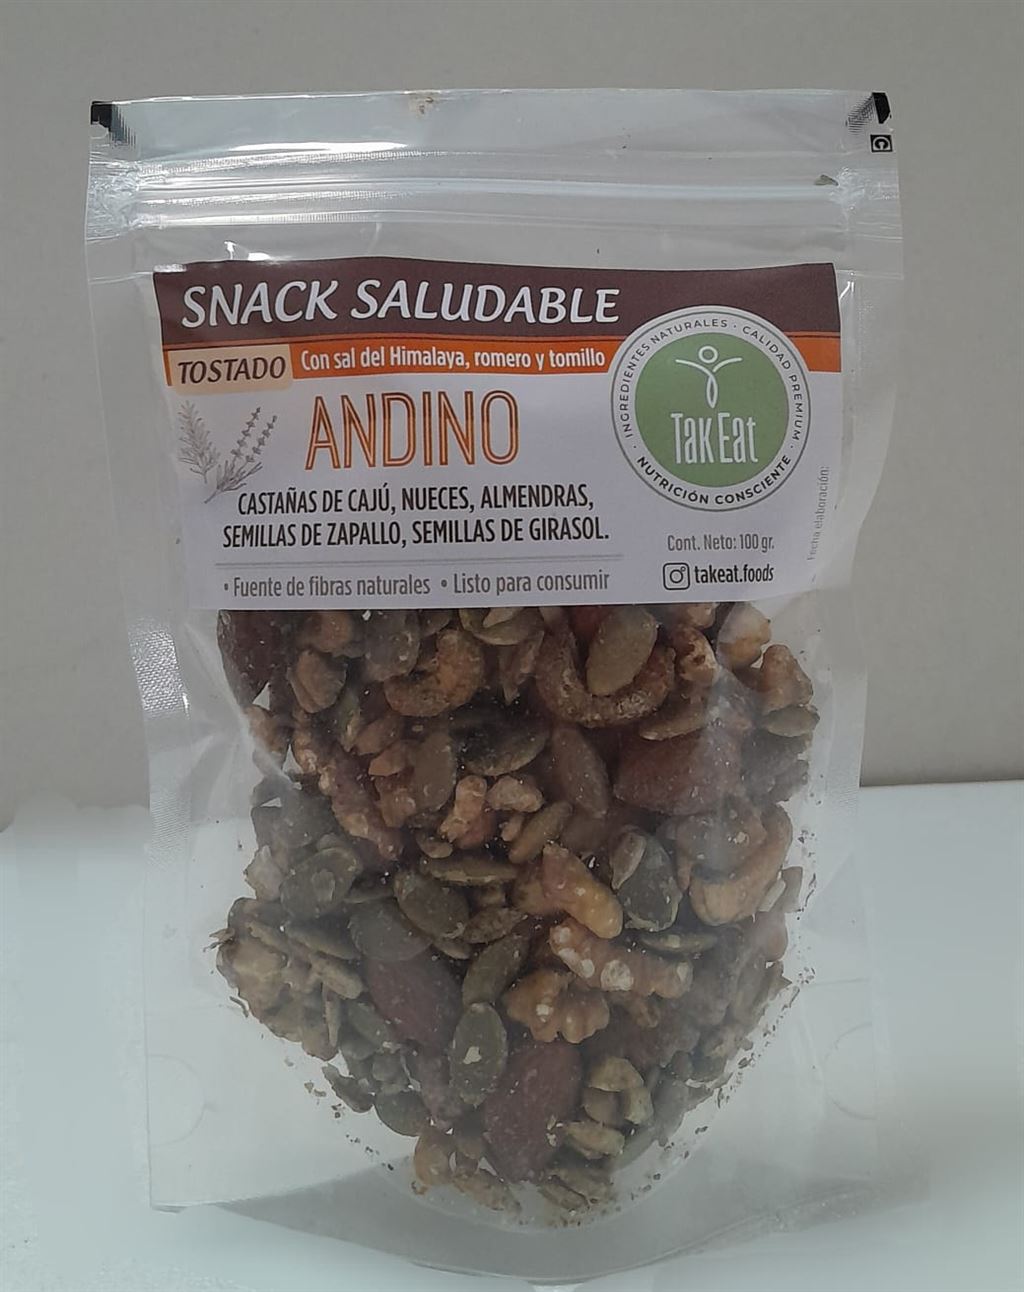 SNACK SALUDABLE
TOSTADO
Con sal del Himalaya, romero y tomillo
ANDINO
CASTAÑAS DE CAJÚ, NUECES, ALMENDRAS,
SEMILLAS DE ZAPALLO, SEMILLAS DE GIRASOL.
• Fuente de fibras naturales • Listo para consumir
INGREDIENTES NATURALES · CALIDAD PREMIUM ·
TakEat
NUTRICIÓN CONSCIENTE ·
Cont. Neto: 100 gr.
takeat.foods
Fecha elaboración:
C